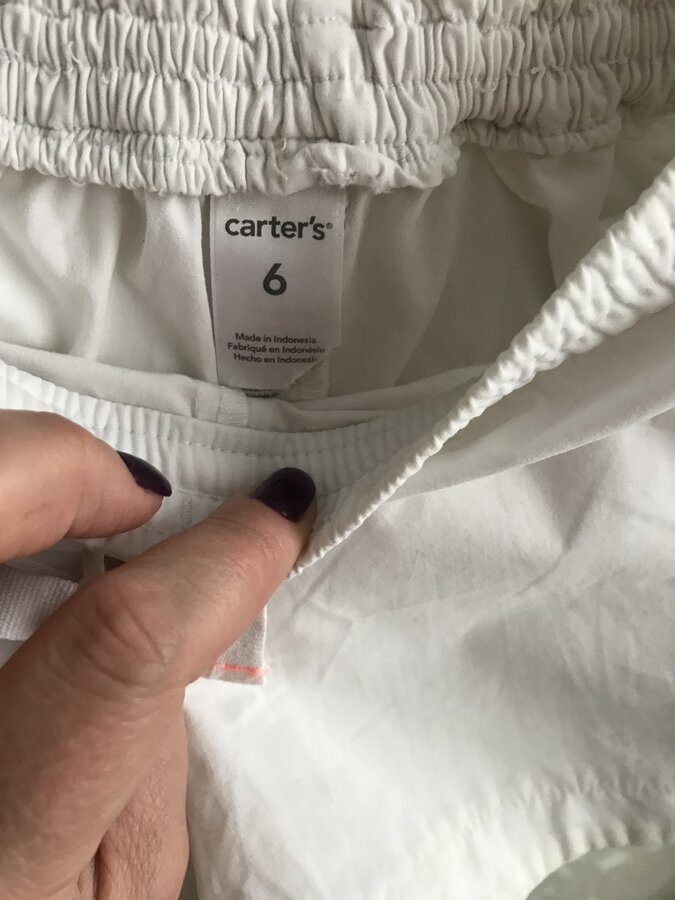 carter's®
6
Made in Indonesia
Fabriqué en Indonésie
Hecho en Indonesia